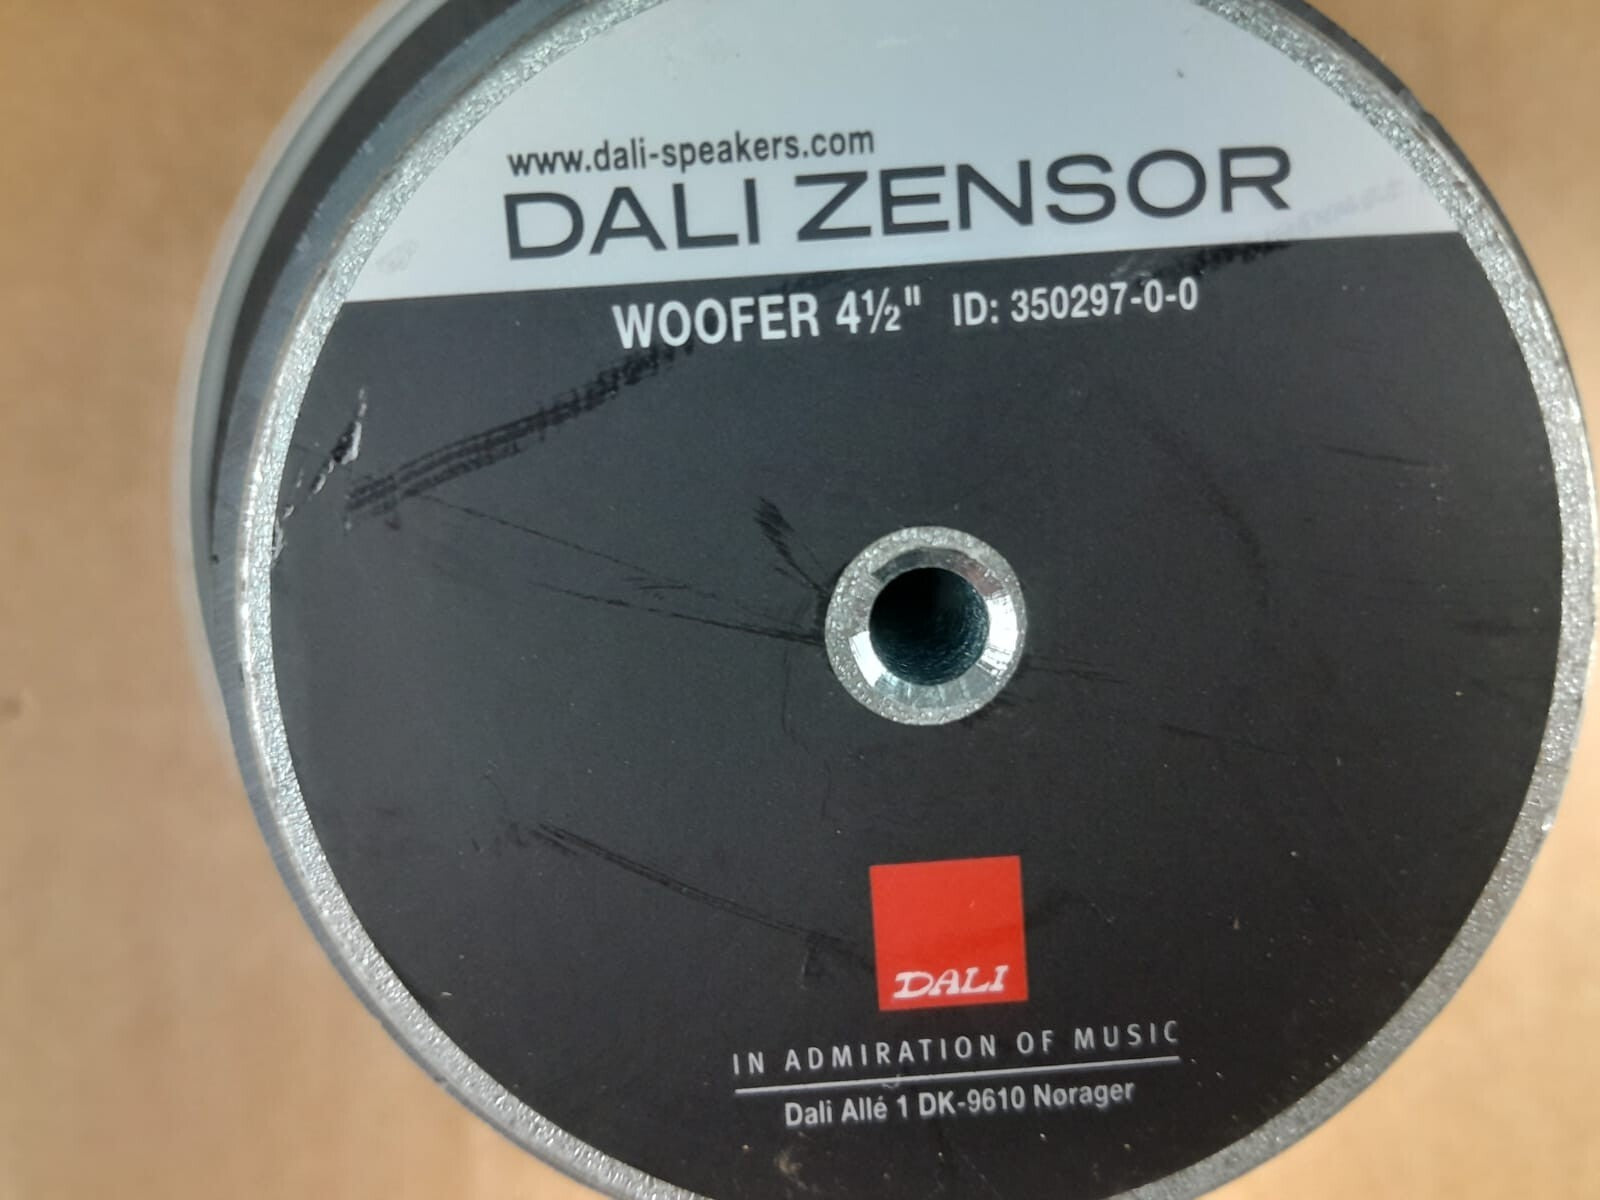 www.dali-speakers.com
DALI ZENSOR
WOOFER 4½" ID: 350297-0-0
DALI
IN ADMIRATION OF MUSIC
Dali Allé 1 DK-9610 Nørager